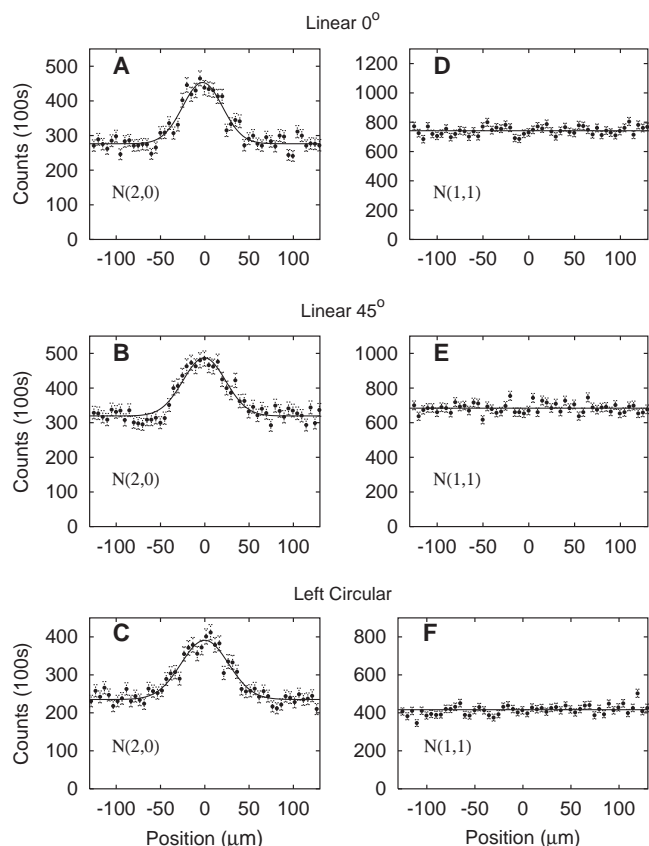 Linear 0°
A
D
Counts (100s)
500
400
300
200
100
0
N(2,0)
-100 -50 0 50 100
1200
1000
800
600
400
200
0
N(1,1)
-100 -50 0 50 100
Linear 45°
B
E
Counts (100s)
500
400
300
200
100
0
N(2,0)
-100 -50 0 50 100
1000
800
600
400
200
0
N(1,1)
-100 -50 0 50 100
Left Circular
C
F
Counts (100s)
400
300
200
100
0
N(2,0)
-100 -50 0 50 100
Position (μm)
800
600
400
200
0
N(1,1)
-100 -50 0 50 100
Position (μm)